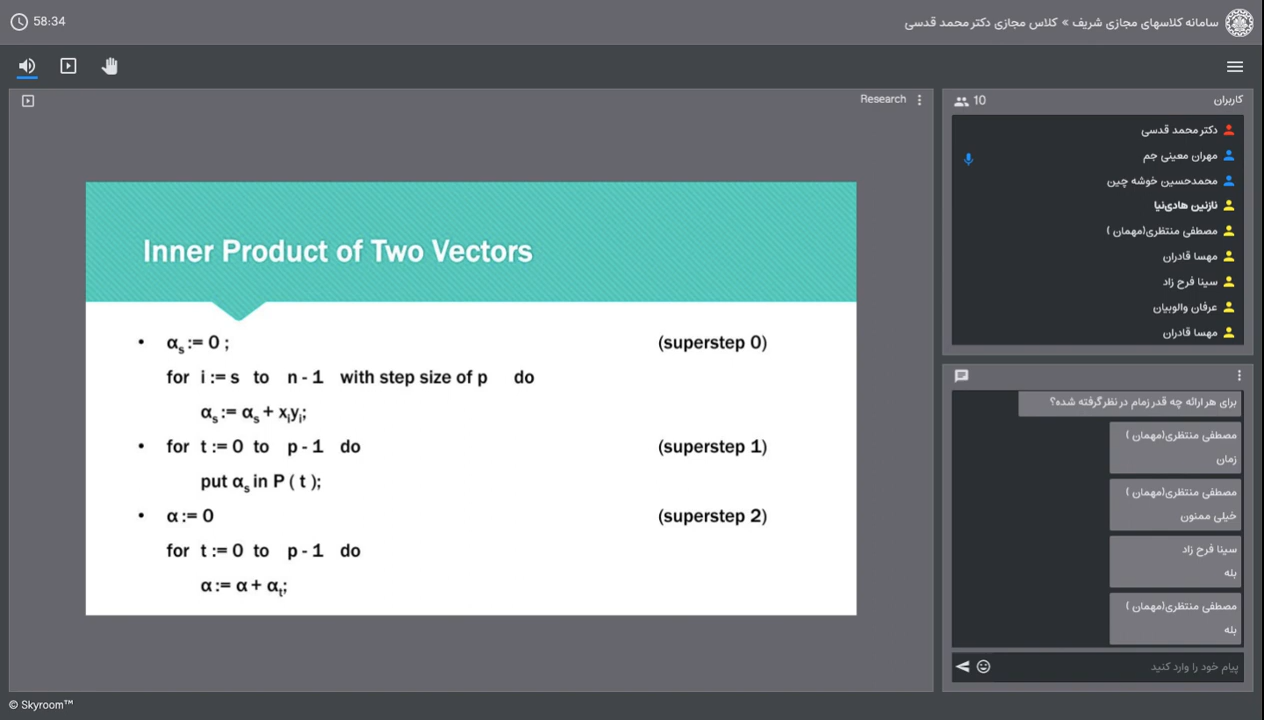 58:34
سامانه کلاسهای مجازی شریف » کلاس مجازی دکتر محمد قدسی
Research
Inner Product of Two Vectors
• αs := 0 ; (superstep 0)
for i := s to n - 1 with step size of p do
αs := αs + xiyi;
• for t := 0 to p - 1 do (superstep 1)
put αs in P ( t );
• α := 0 (superstep 2)
for t := 0 to p - 1 do
α := α + αt;
10
کاربران
دکتر محمد قدسی
مهران معینی جم
محمدحسین خوشه چین
نازنین هادی‌نیا
مصطفی منتظری(مهمان )
مهسا قادران
سینا فرح زاد
عرفان والوبیان
مهسا قادران
برای هر ارائه چه قدر زمام در نظر گرفته شده؟
مصطفی منتظری(مهمان )
زمان
مصطفی منتظری(مهمان )
خیلی ممنون
سینا فرح زاد
بله
مصطفی منتظری(مهمان )
بله
پیام خود را وارد کنید
© Skyroom™